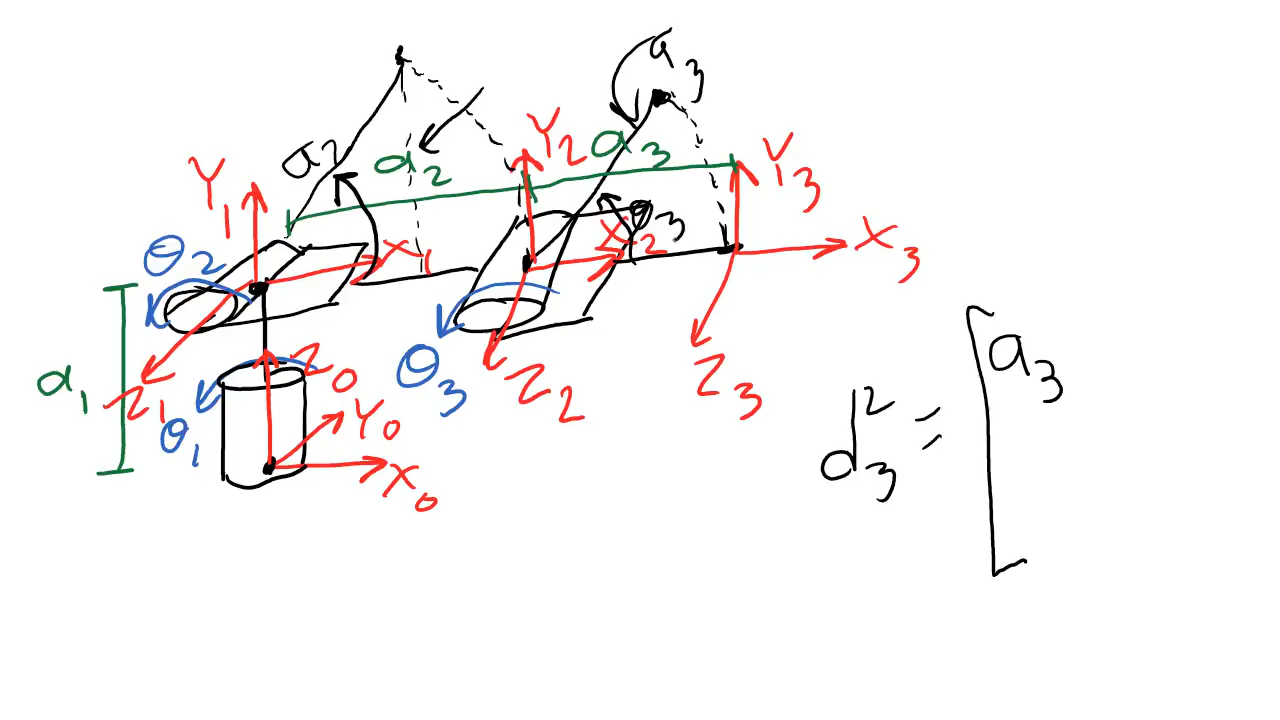 a3
Y2
a3
a2
a2
Y1
Y3
θ3
X2
X3
θ2
X1
a1
Z1
Z0
θ3
Z2
Z3
θ1
Y0
X0
d3^2 = [a3